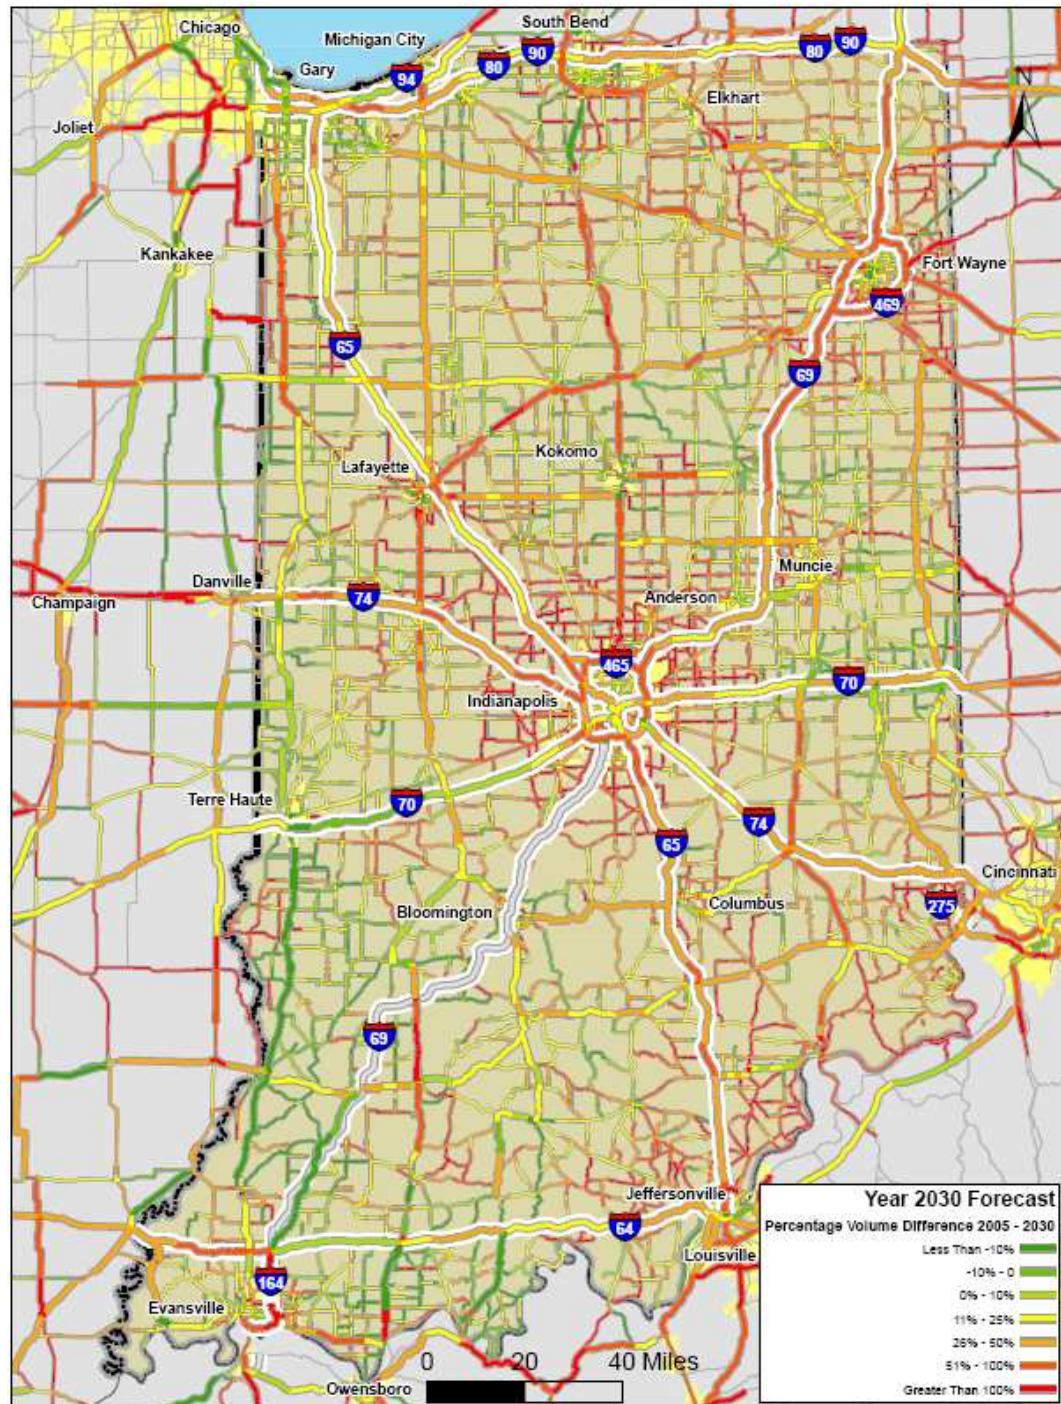 South Bend
Chicago
Michigan City
90
80
90
80
Gary
94
N
Elkhart
Joliet
Kankakee
Fort Wayne
469
65
69
Kokomo
Lafayette
Muncie
Danville
74
Champaign
Anderson
465
70
Indianapolis
Terre Haute
70
74
65
Cincinnati
275
Columbus
Bloomington
69
Jeffersonville
64
Louisville
164
Evansville
Owensboro
0 20 40 Miles
Year 2030 Forecast
Percentage Volume Difference 2005 - 2030
Less Than -10%
-10% - 0
0% - 10%
11% - 25%
26% - 50%
51% - 100%
Greater Than 100%